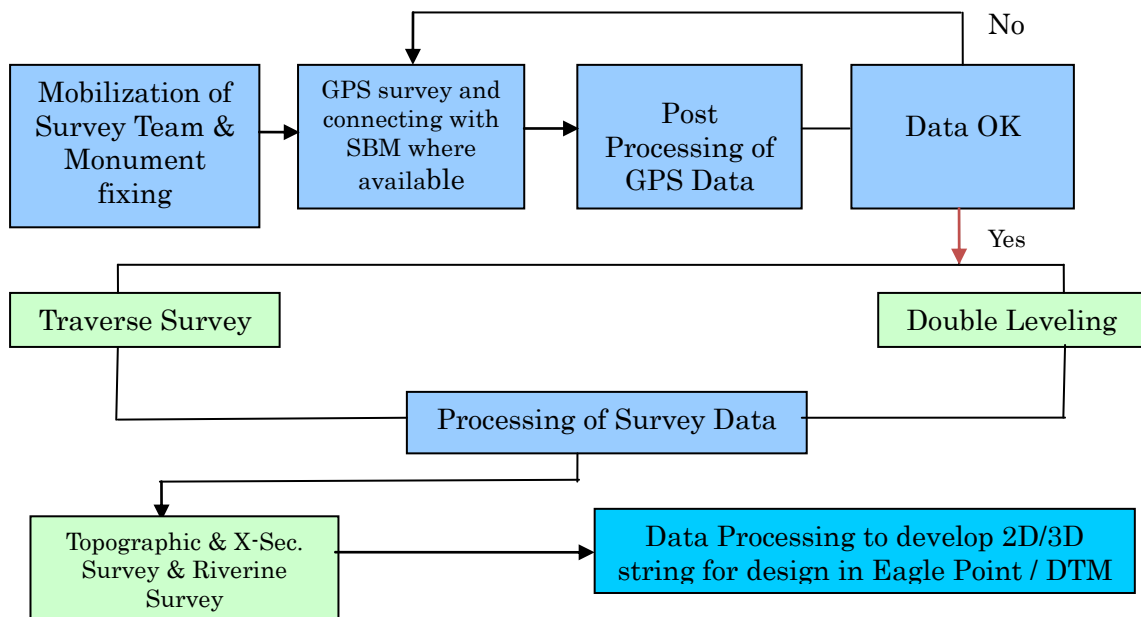 No
Mobilization of
Survey Team &
Monument
fixing
GPS survey and
connecting with
SBM where
available
Post
Processing of
GPS Data
Data OK
Yes
Traverse Survey
Double Leveling
Processing of Survey Data
Topographic & X-Sec.
Survey & Riverine
Survey
Data Processing to develop 2D/3D
string for design in Eagle Point / DTM